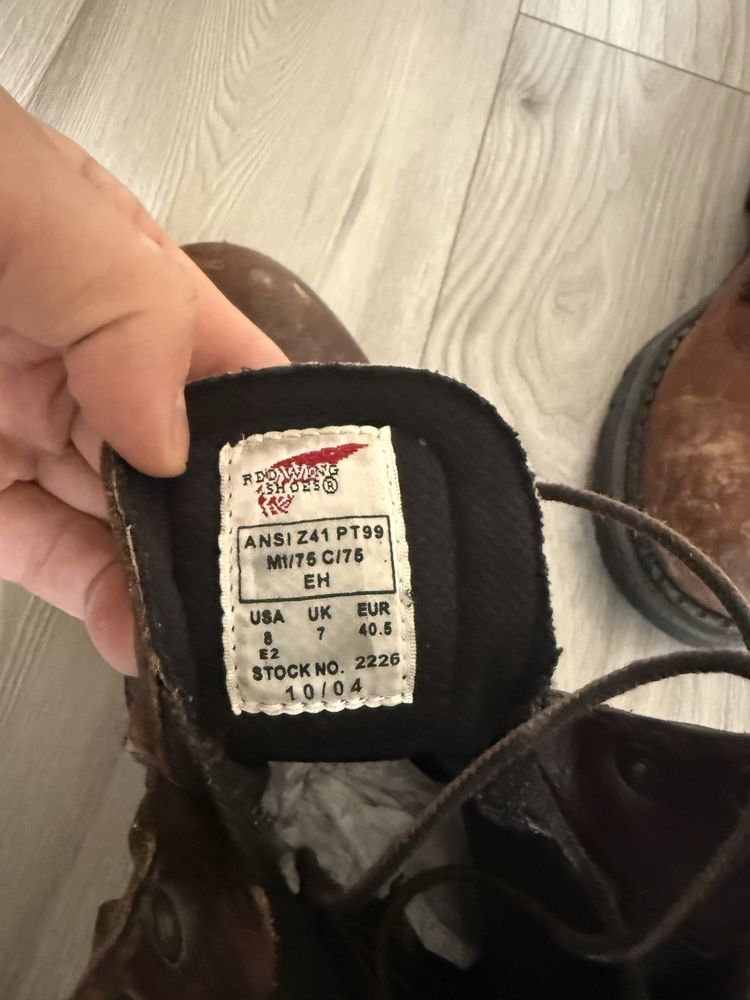 RED WING
SHOES®
ANSI Z41 PT99
MI/75 C/75
EH
USA UK EUR
8 7 40.5
E2
STOCK NO. 2226
10/04